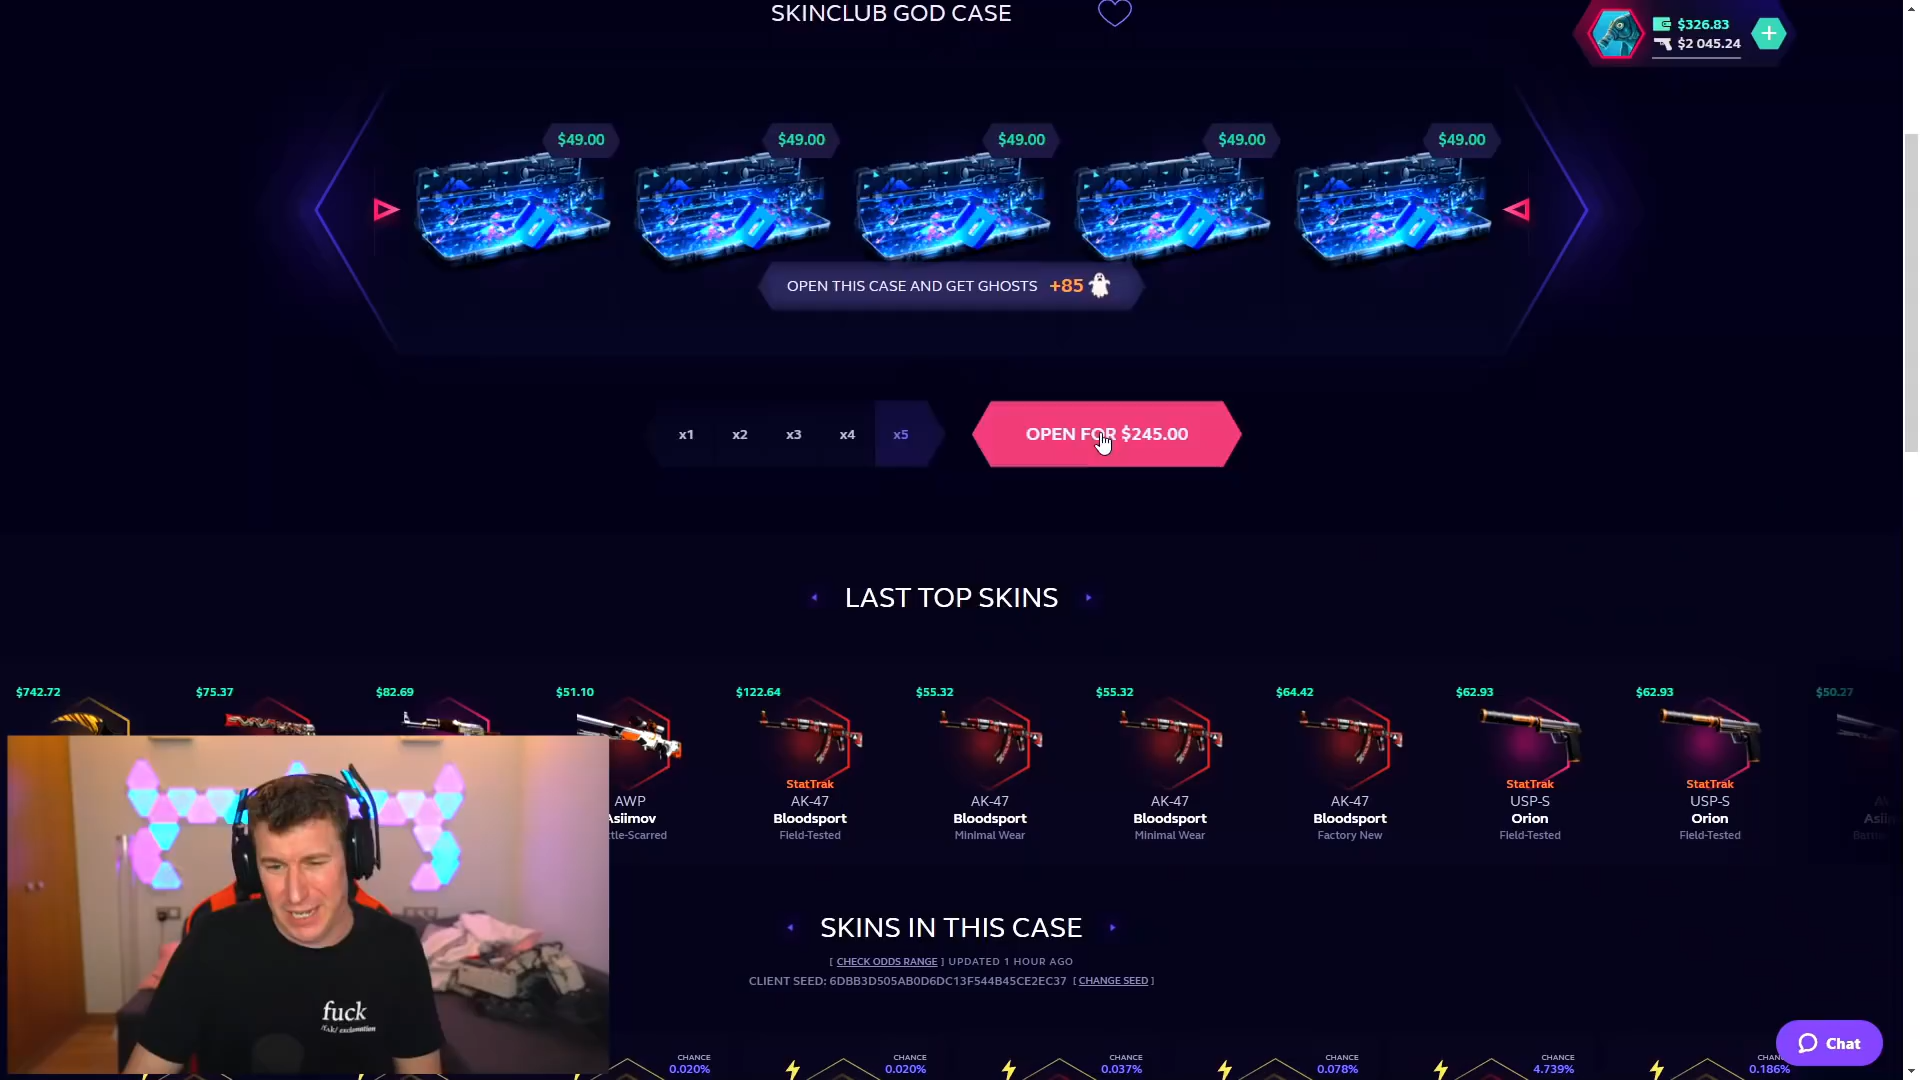 SKINCLUB GOD CASE
$326.83
$2 045.24
$49.00
$49.00
$49.00
$49.00
$49.00
OPEN THIS CASE AND GET GHOSTS +85
x1 x2 x3 x4 x5
OPEN FOR $245.00
LAST TOP SKINS
$742.72
$75.37
$82.69
$51.10
AWP
Asiimov
ttle-Scarred
$122.64
StatTrak
AK-47
Bloodsport
Field-Tested
$55.32
AK-47
Bloodsport
Minimal Wear
$55.32
AK-47
Bloodsport
Minimal Wear
$64.42
AK-47
Bloodsport
Factory New
$62.93
StatTrak
USP-S
Orion
Field-Tested
$62.93
StatTrak
USP-S
Orion
Field-Tested
$50.27
SKINS IN THIS CASE
[ CHECK ODDS RANGE ] UPDATED 1 HOUR AGO
CLIENT SEED: 6DBB3D505AB0D6DC13F544B45CE2EC37 [ CHANGE SEED ]
fuck
CHANCE
0.020%
CHANCE
0.020%
CHANCE
0.037%
CHANCE
0.078%
CHANCE
4.739%
CHANC
0.186%
Chat